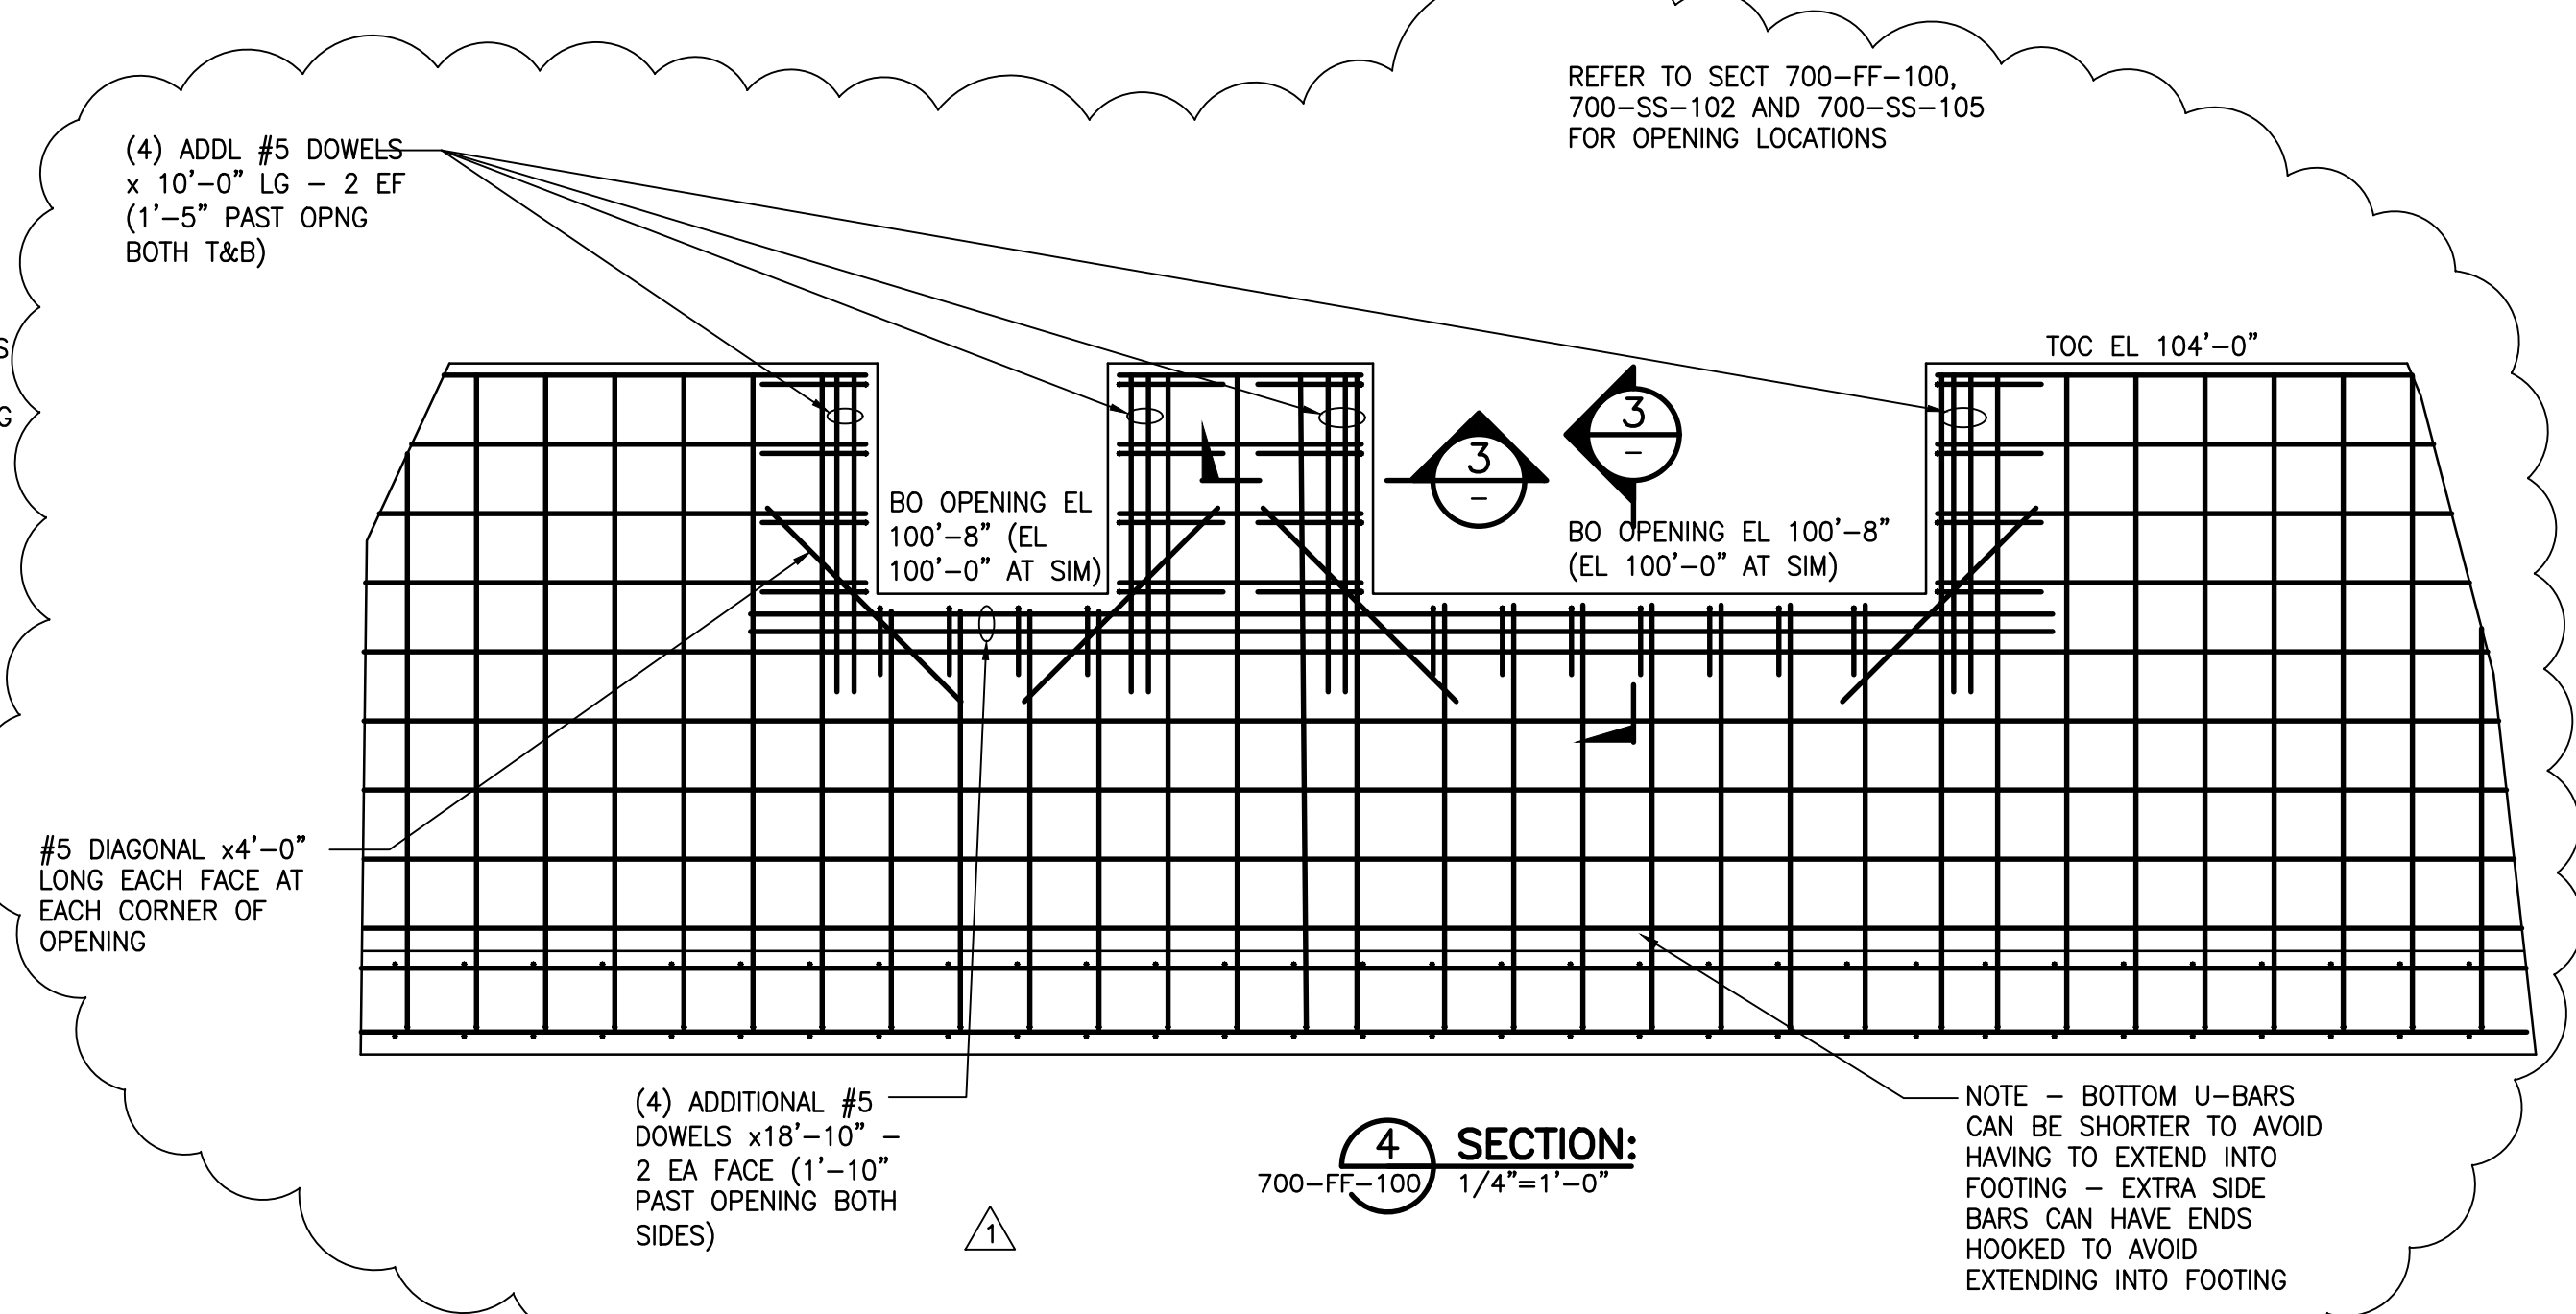 REFER TO SECT 700-FF-100,
700-SS-102 AND 700-SS-105
FOR OPENING LOCATIONS
(4) ADDL #5 DOWELS
x 10'-0" LG - 2 EF
(1'-5" PAST OPNG
BOTH T&B)
S
G
TOC EL 104'-0"
3
-
3
-
BO OPENING EL
100'-8" (EL
100'-0" AT SIM)
BO OPENING EL 100'-8"
(EL 100'-0" AT SIM)
#5 DIAGONAL x4'-0"
LONG EACH FACE AT
EACH CORNER OF
OPENING
(4) ADDITIONAL #5
DOWELS x18'-10" -
2 EA FACE (1'-10"
PAST OPENING BOTH
SIDES)
1
4
SECTION:
700-FF-100
1/4"=1'-0"
NOTE - BOTTOM U-BARS
CAN BE SHORTER TO AVOID
HAVING TO EXTEND INTO
FOOTING - EXTRA SIDE
BARS CAN HAVE ENDS
HOOKED TO AVOID
EXTENDING INTO FOOTING